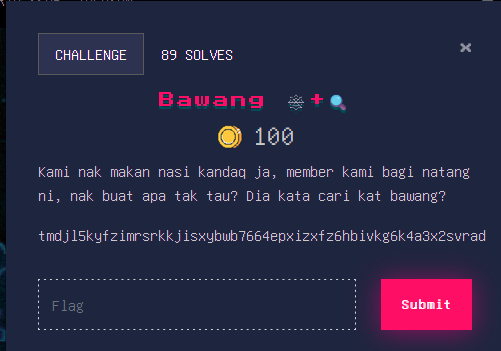 CHALLENGE 89 SOLVES ×
Bawang 🕸+🔍
100
Kami nak makan nasi kandaq ja, member kami bagi natang
ni, nak buat apa tak tau? Dia kata cari kat bawang?
tmdjl5kyfzimrsrkkjisxybwb7664epxizxfz6hbivkg6k4a3x2svrad
Flag
Submit